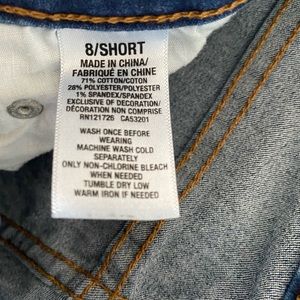 8/SHORT
MADE IN CHINA/
FABRIQUÉ EN CHINE
71% COTTON/COTON
28% POLYESTER/POLYESTER
1% SPANDEX/SPANDEX
EXCLUSIVE OF DECORATION/
DÉCORATION NON COMPRISE
RN121726 CA53201
WASH ONCE BEFORE
WEARING
MACHINE WASH COLD
SEPARATELY
ONLY NON-CHLORINE BLEACH
WHEN NEEDED
TUMBLE DRY LOW
WARM IRON IF NEEDED